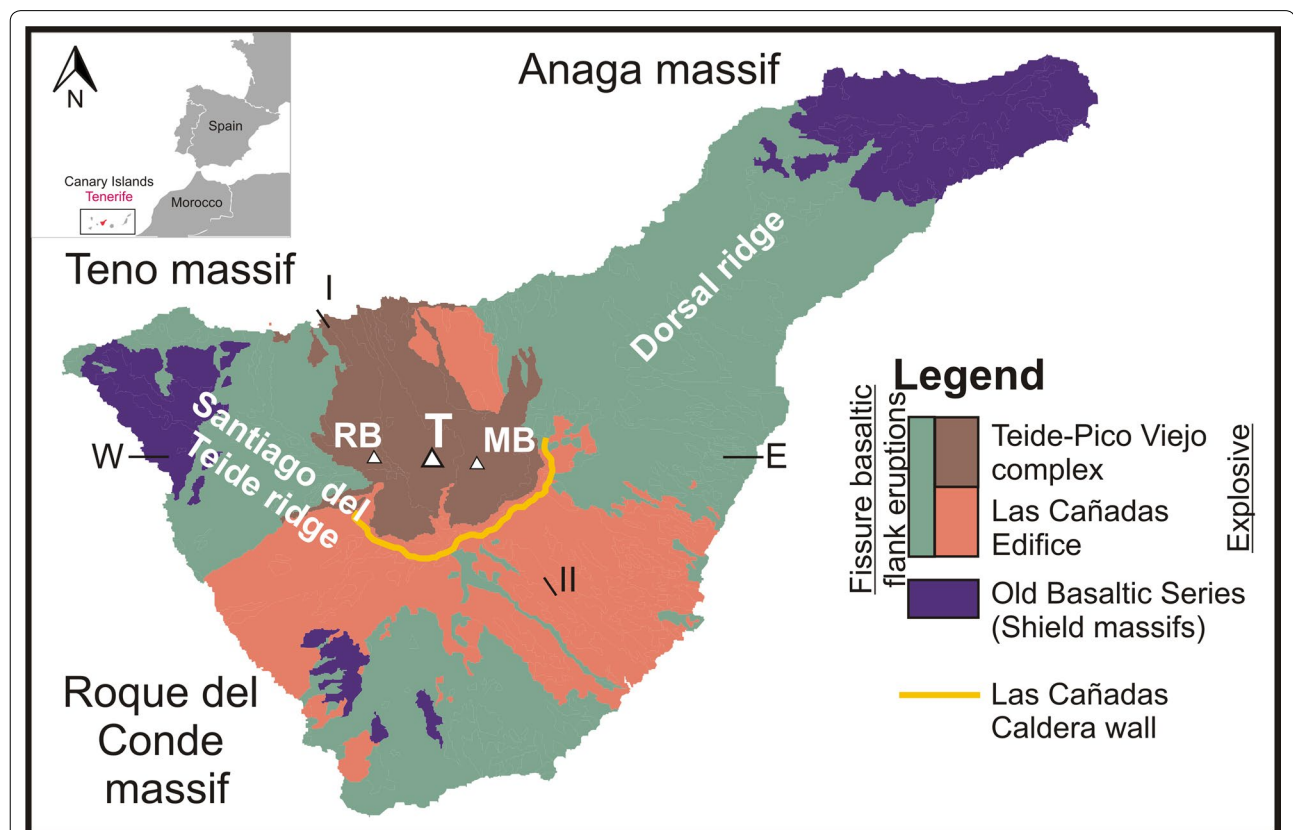 N
Spain
Canary Islands
Tenerife
Morocco
Anaga massif
Teno massif
I
Dorsal ridge
Santiago del
Teide ridge
RB
T
MB
W
E
II
Roque del
Conde
massif
Legend
Fissure basaltic
flank eruptions
Teide-Pico Viejo
complex
Las Cañadas
Edifice
Explosive
Old Basaltic Series
(Shield massifs)
Las Cañadas
Caldera wall